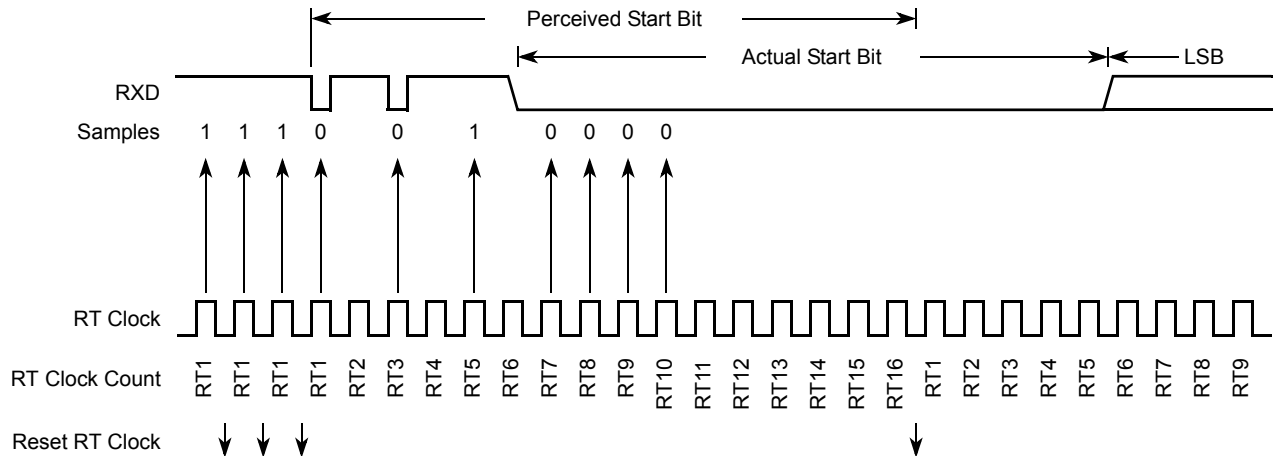 Perceived Start Bit
Actual Start Bit
LSB
RXD
Samples 1 1 1 0 0 1 0 0 0 0
RT Clock
RT Clock Count RT1 RT1 RT1 RT1 RT2 RT3 RT4 RT5 RT6 RT7 RT8 RT9 RT10 RT11 RT12 RT13 RT14 RT15 RT16 RT1 RT2 RT3 RT4 RT5 RT6 RT7 RT8 RT9
Reset RT Clock